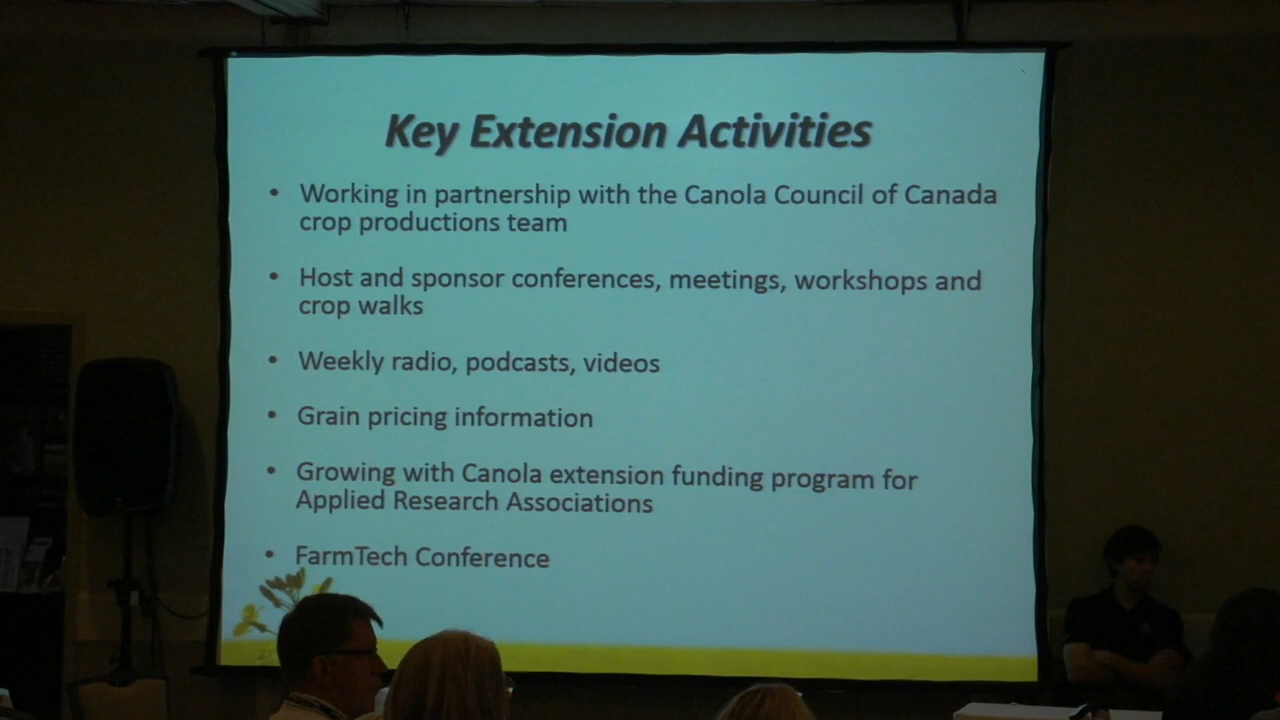 Key Extension Activities
• Working in partnership with the Canola Council of Canada
crop productions team
• Host and sponsor conferences, meetings, workshops and
crop walks
• Weekly radio, podcasts, videos
• Grain pricing information
• Growing with Canola extension funding program for
Applied Research Associations
• FarmTech Conference